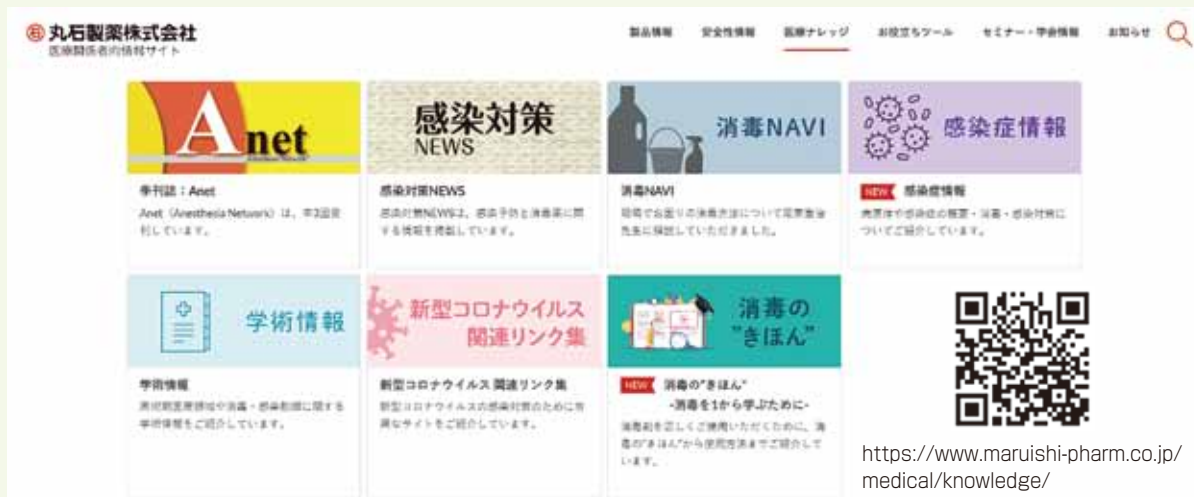 丸石製薬株式会社
医療関係者向情報サイト
製品情報 安全性情報 医療ナレッジ お役立ちツール セミナー・学会情報 お知らせ
Anet
季刊誌：Anet
Anet（Anesthesia Network）は、年3回発
刊しています。
感染対策
NEWS
感染対策NEWS
感染対策NEWSは、感染予防と消毒薬に関
する情報を掲載しています。
消毒NAVI
消毒NAVI
現場でお困りの消毒方法について尾家重治
先生に解説していただきました。
感染症情報
NEW 感染症情報
病原体や感染症の概要・消毒・感染対策に
ついてご紹介しています。
学術情報
学術情報
周術期医療領域や消毒・感染制御に関する
学術情報をご紹介しています。
新型コロナウイルス
関連リンク集
新型コロナウイルス 関連リンク集
新型コロナウイルスの感染対策のために有
用なサイトをご紹介しています。
消毒の
"きほん"
NEW 消毒の"きほん"
-消毒を1から学ぶために-
消毒剤を正しくご使用いただくために、消
毒の"きほん"から使用方法までご紹介して
います。
https://www.maruishi-pharm.co.jp/
medical/knowledge/